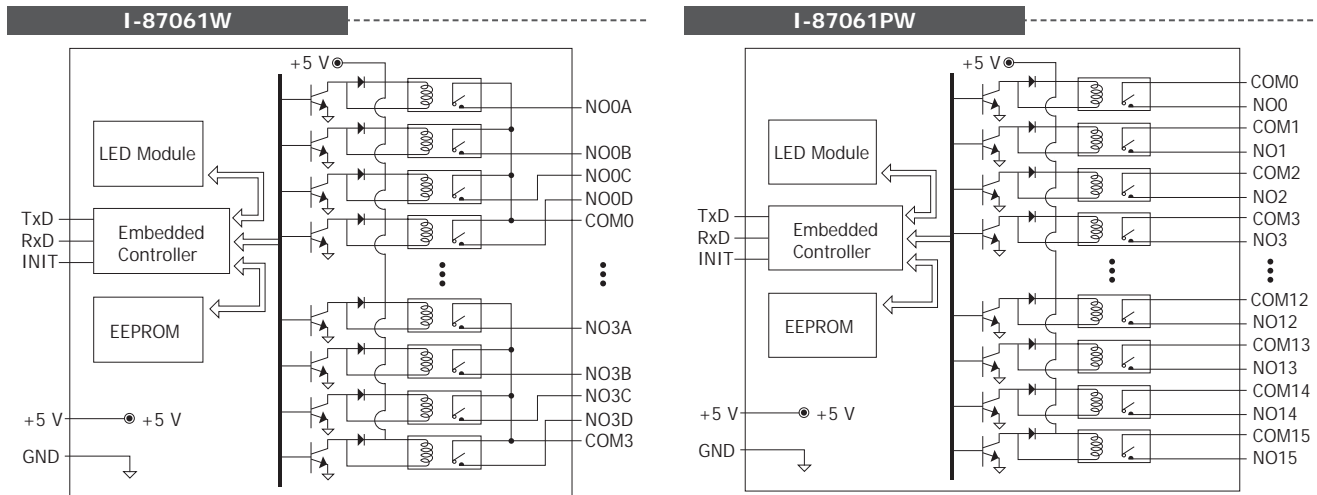 I-87061W
+5 V
LED Module
TxD
RxD
INIT
Embedded
Controller
EEPROM
+5 V
+5 V
GND
NO0A
NO0B
NO0C
NO0D
COM0
NO3A
NO3B
NO3C
NO3D
COM3
I-87061PW
+5 V
LED Module
TxD
RxD
INIT
Embedded
Controller
EEPROM
+5 V
+5 V
GND
COM0
NO0
COM1
NO1
COM2
NO2
COM3
NO3
COM12
NO12
COM13
NO13
COM14
NO14
COM15
NO15